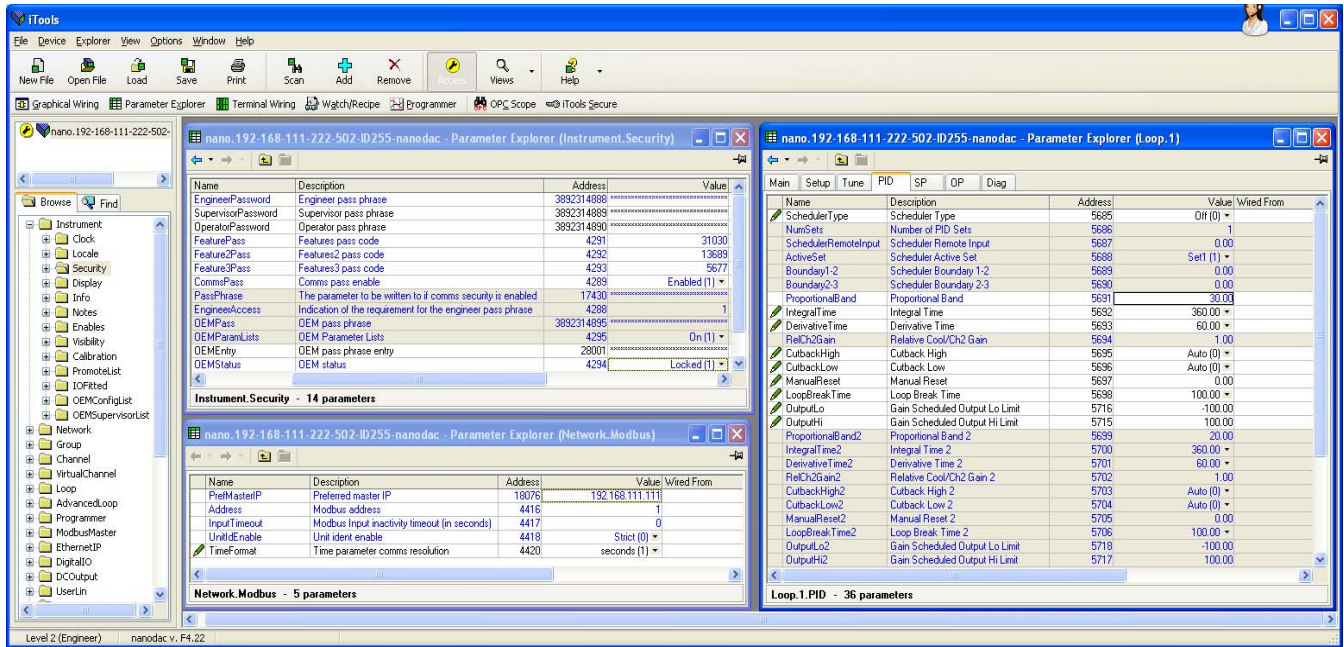 iTools
File Device Explorer View Options Window Help
New File Open File Load Save Print Scan Add Remove Access Views Help
Graphical Wiring Parameter Explorer Terminal Wiring Watch/Recipe Programmer OPC Scope iTools Secure
nano.192-168-111-222-502-
Browse Find
Instrument
Clock
Locale
Security
Display
Info
Notes
Enables
Visibility
Calibration
PromoteList
IOFitted
OEMConfigList
OEMSupervisorList
Network
Group
Channel
VirtualChannel
Loop
AdvancedLoop
Programmer
ModbusMaster
EthernetIP
DigitalIO
DCOutput
UserLin
nano.192-168-111-222-502-ID255-nanodac - Parameter Explorer (Instrument.Security)
Name Description Address Value
EngineerPassword Engineer pass phrase 3892314888
SupervisorPassword Supervisor pass phrase 3892314889
OperatorPassword Operator pass phrase 3892314890
FeaturePass Features pass code 4291 31030
Feature2Pass Features2 pass code 4292 13689
Feature3Pass Features3 pass code 4293 5677
CommsPass Comms pass enable 4289 Enabled (1)
PassPhrase The parameter to be written to if comms security is enabled 17430
EngineerAccess Indication of the requirement for the engineer pass phrase 4288 1
OEMPass OEM pass phrase 3892314895
OEMParamLists OEM Parameter Lists 4295 On (1)
OEMEntry OEM pass phrase entry 28001
OEMStatus OEM status 4294 Locked (1)
Instrument.Security - 14 parameters
nano.192-168-111-222-502-ID255-nanodac - Parameter Explorer (Network.Modbus)
Name Description Address Value Wired From
PrefMasterIP Preferred master IP 18076 192.168.111.111
Address Modbus address 4416 1
InputTimeout Modbus Input inactivity timeout (in seconds) 4417 0
UnitIdEnable Unit ident enable 4418 Strict (0)
TimeFormat Time parameter comms resolution 4420 seconds (1)
Network.Modbus - 5 parameters
nano.192-168-111-222-502-ID255-nanodac - Parameter Explorer (Loop.1)
Main Setup Tune PID SP OP Diag
Name Description Address Value Wired From
SchedulerType Scheduler Type 5685 Off (0)
NumSets Number of PID Sets 5686 1
SchedulerRemoteInput Scheduler Remote Input 5687 0.00
ActiveSet Scheduler Active Set 5688 Set1 (1)
Boundary1-2 Scheduler Boundary 1-2 5689 0.00
Boundary2-3 Scheduler Boundary 2-3 5690 0.00
ProportionalBand Proportional Band 5691 30.00
IntegralTime Integral Time 5692 360.00
DerivativeTime Derivative Time 5693 60.00
RelCh2Gain Relative Cool/Ch2 Gain 5694 1.00
CutbackHigh Cutback High 5695 Auto (0)
CutbackLow Cutback Low 5696 Auto (0)
ManualReset Manual Reset 5697 0.00
LoopBreakTime Loop Break Time 5698 100.00
OutputLo Gain Scheduled Output Lo Limit 5716 -100.00
OutputHi Gain Scheduled Output Hi Limit 5715 100.00
ProportionalBand2 Proportional Band 2 5699 20.00
IntegralTime2 Integral Time 2 5700 360.00
DerivativeTime2 Derivative Time 2 5701 60.00
RelCh2Gain2 Relative Cool/Ch2 Gain 2 5702 1.00
CutbackHigh2 Cutback High 2 5703 Auto (0)
CutbackLow2 Cutback Low 2 5704 Auto (0)
ManualReset2 Manual Reset 2 5705 0.00
LoopBreakTime2 Loop Break Time 2 5706 100.00
OutputLo2 Gain Scheduled Output Lo Limit 5718 -100.00
OutputHi2 Gain Scheduled Output Hi Limit 5717 100.00
Loop.1.PID - 36 parameters
Level 2 (Engineer) nanodac v. F4.22